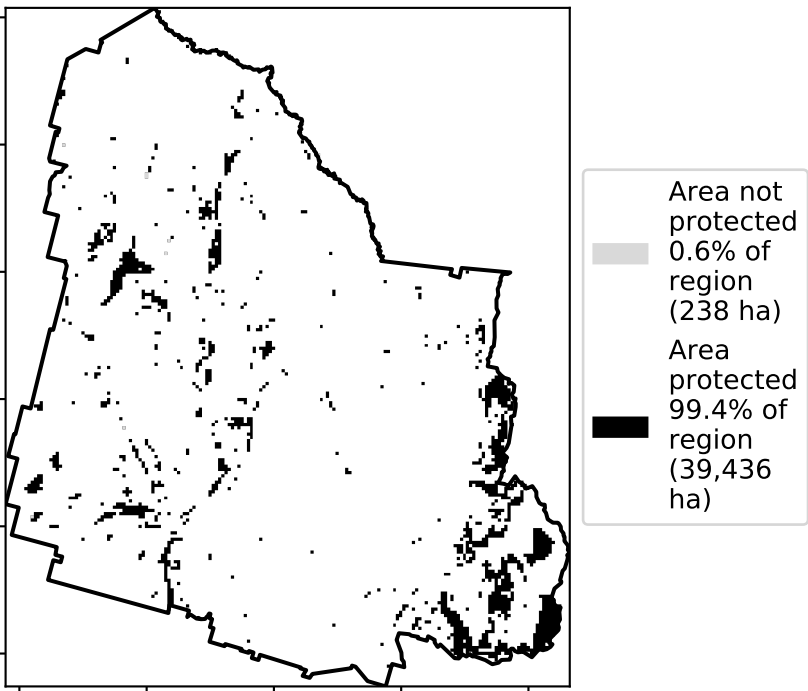 Area not
protected
0.6% of
region
(238 ha)
Area
protected
99.4% of
region
(39,436
ha)